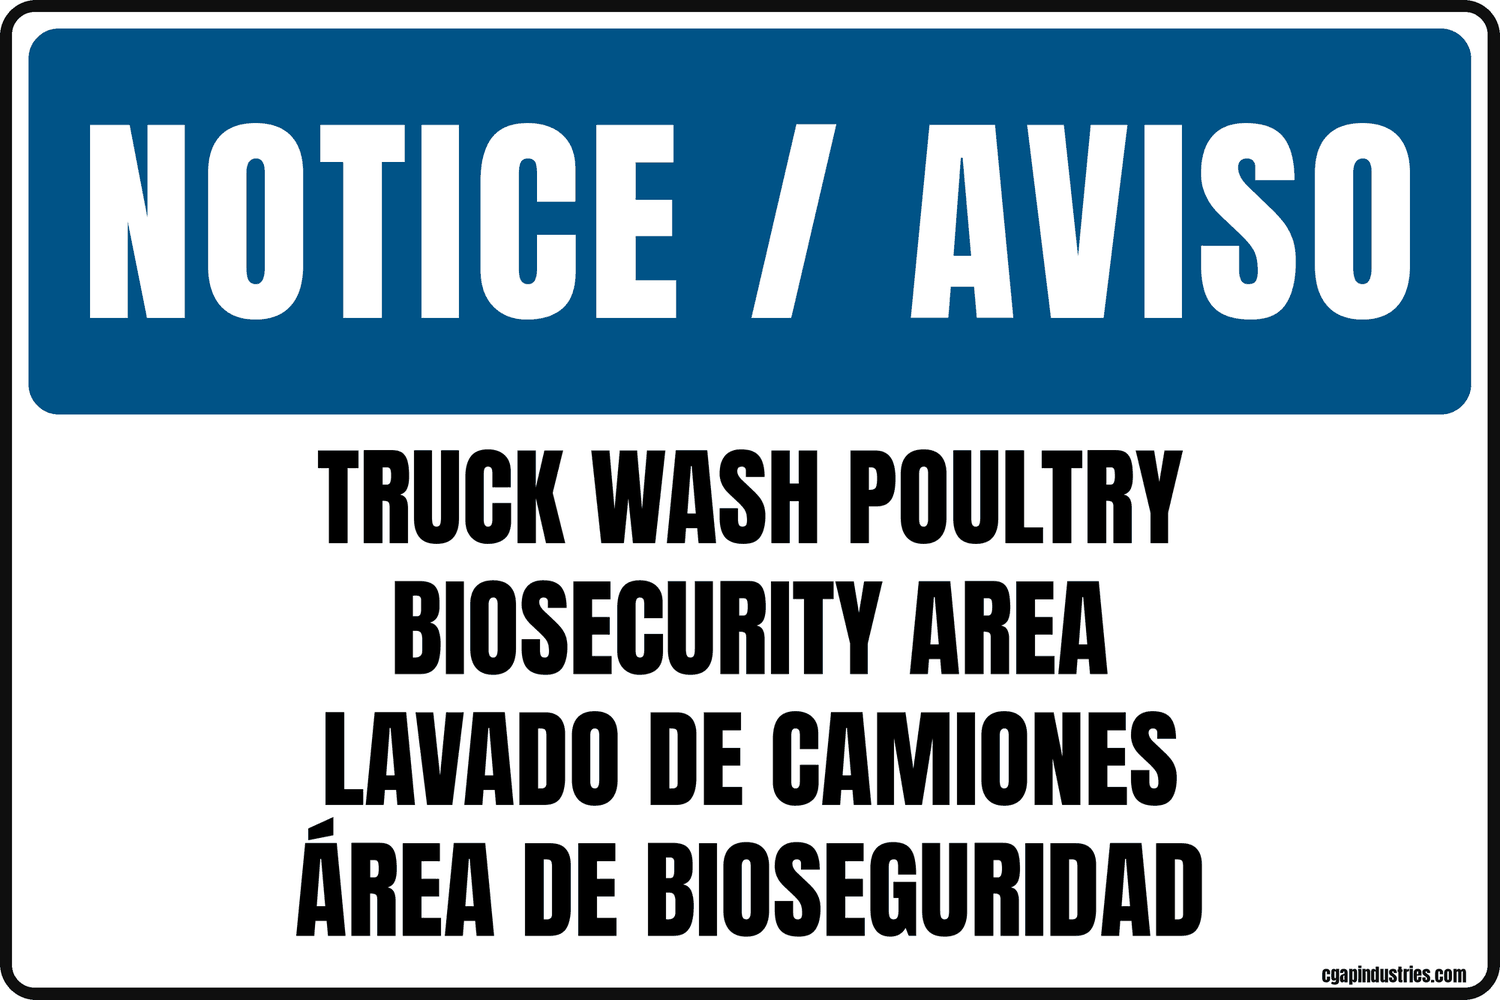 NOTICE / AVISO
TRUCK WASH POULTRY
BIOSECURITY AREA
LAVADO DE CAMIONES
ÁREA DE BIOSEGURIDAD
cgapindustries.com